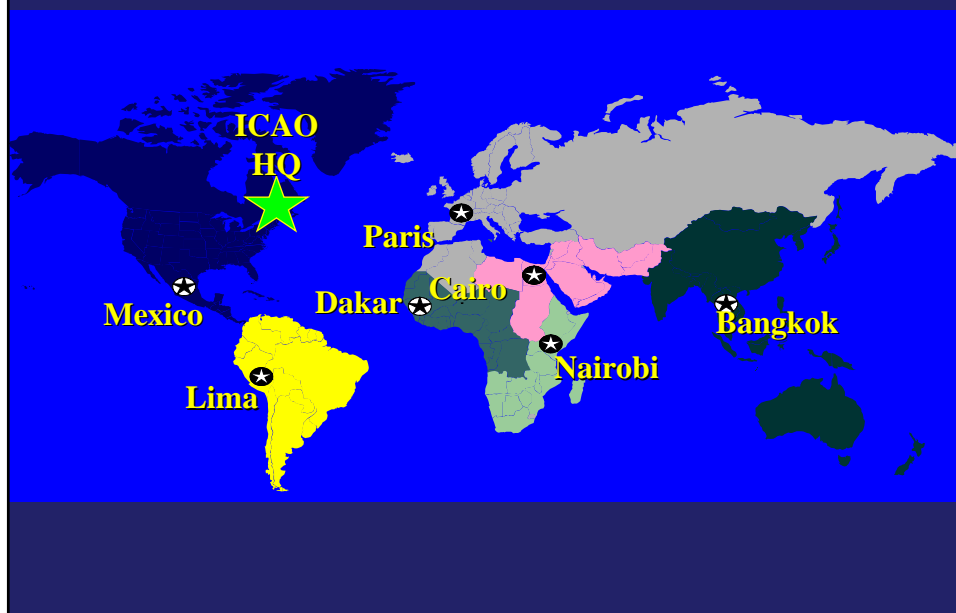 ICAO
HQ
Paris
Cairo
Dakar
Mexico
Bangkok
Nairobi
Lima